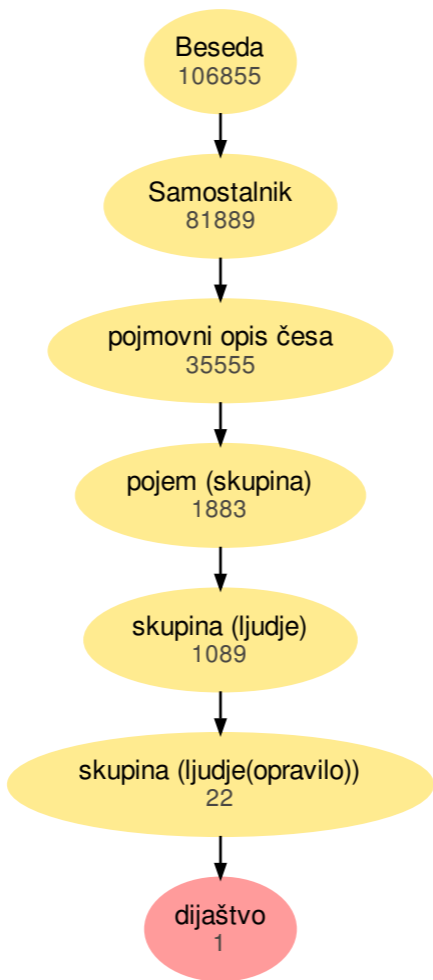 Beseda
106855
Samostalnik
81889
pojmovni opis česa
35555
pojem (skupina)
1883
skupina (ljudje)
1089
skupina (ljudje(opravilo))
22
dijaštvo
1